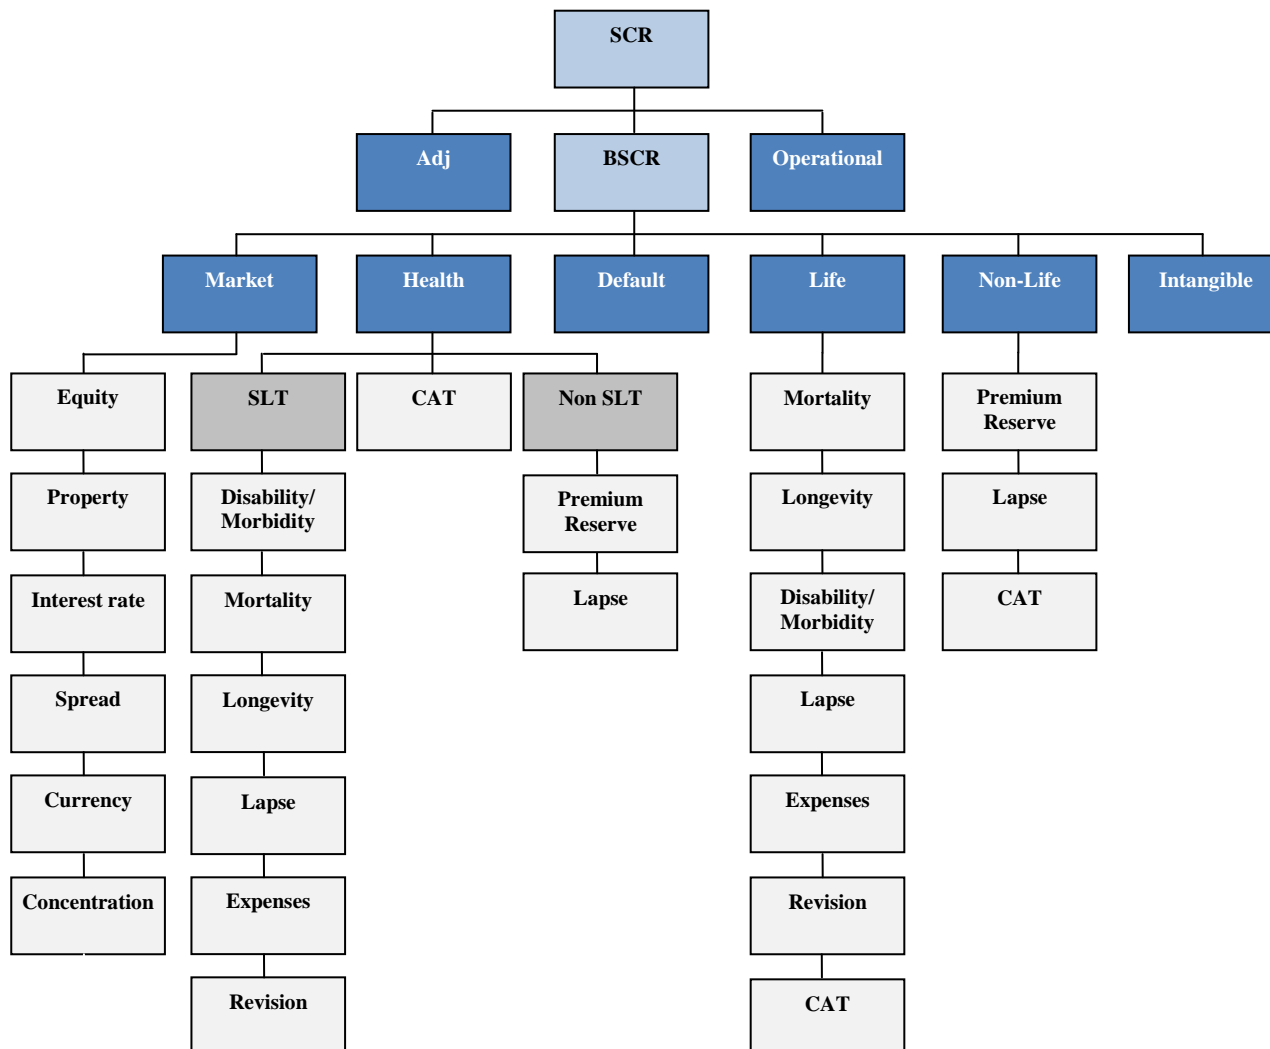 SCR
Adj
BSCR
Operational
Market
Health
Default
Life
Non-Life
Intangible
Equity
SLT
CAT
Non SLT
Mortality
Premium
Reserve
Property
Disability/
Morbidity
Premium
Reserve
Longevity
Lapse
Interest rate
Mortality
Lapse
Disability/
Morbidity
CAT
Spread
Longevity
Lapse
Currency
Lapse
Expenses
Concentration
Expenses
Revision
Revision
CAT